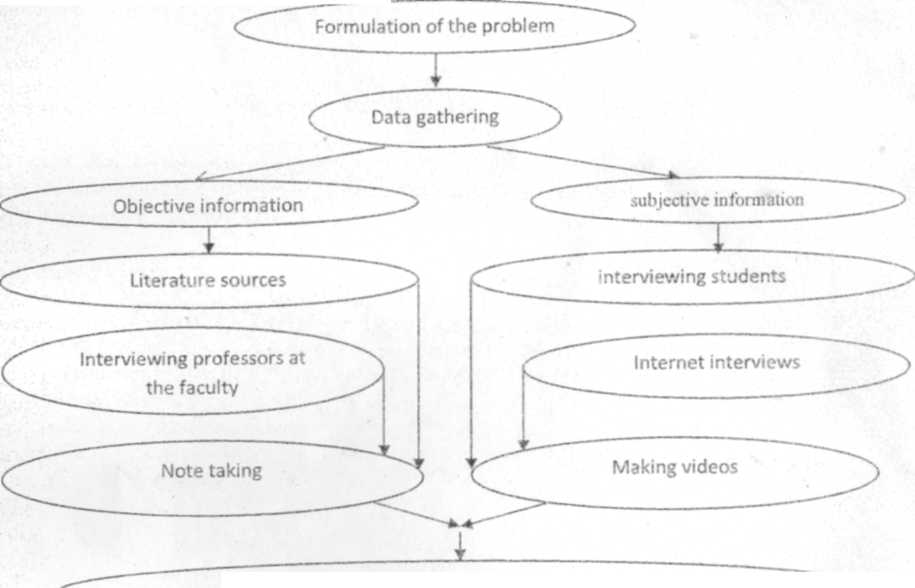 Formulation of the problem
Data gathering
Objective information
subjective information
Literature sources
interviewing students
Interviewing professors at
the faculty
Internet interviews
Note taking
Making videos